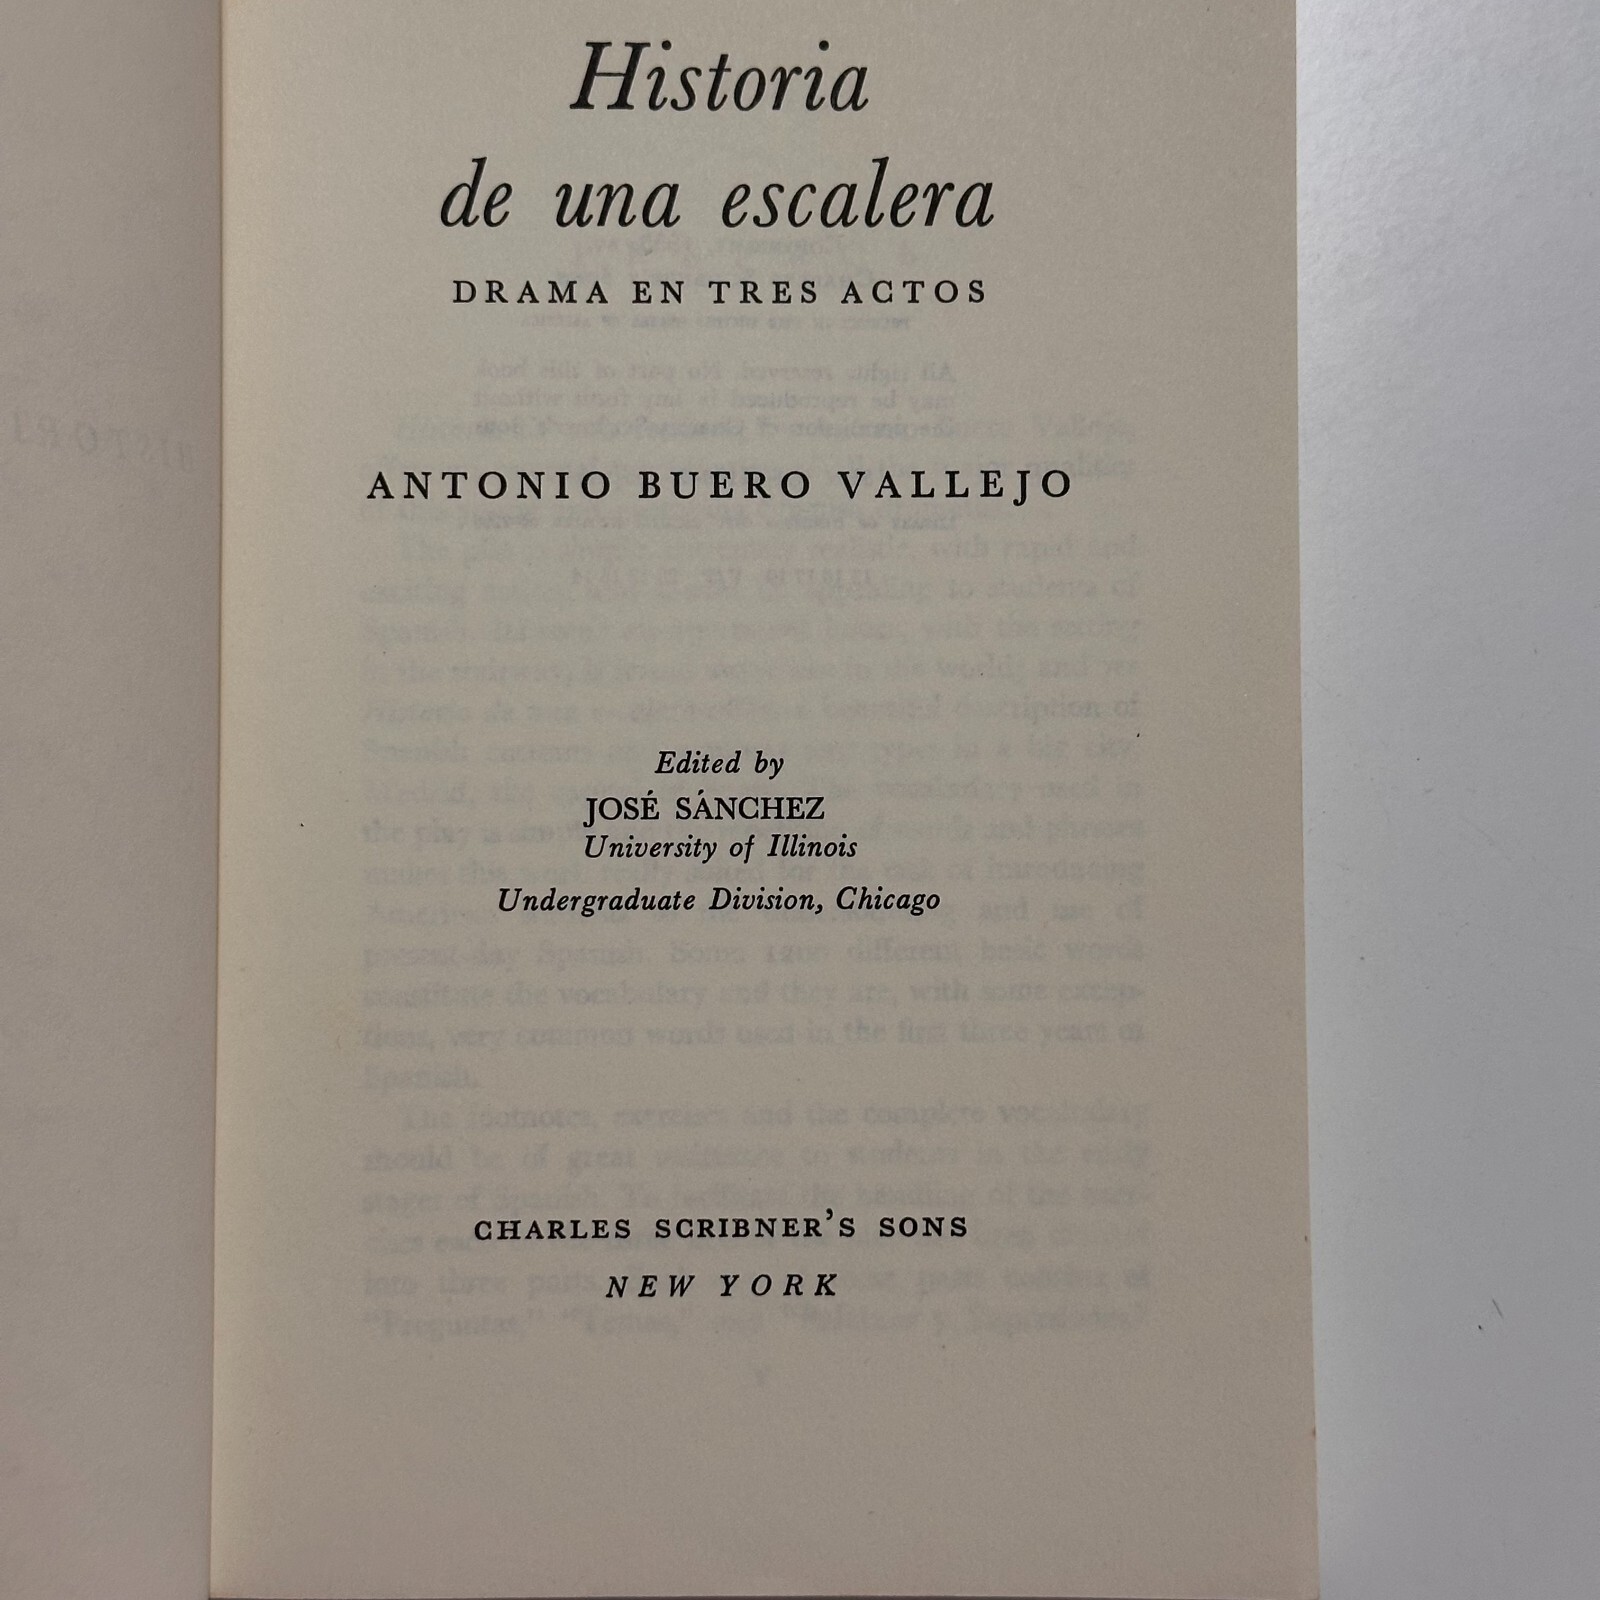 Historia
de una escalera
DRAMA EN TRES ACTOS
ANTONIO BUERO VALLEJO
Edited by
JOSÉ SÁNCHEZ
University of Illinois
Undergraduate Division, Chicago
CHARLES SCRIBNER'S SONS
NEW YORK